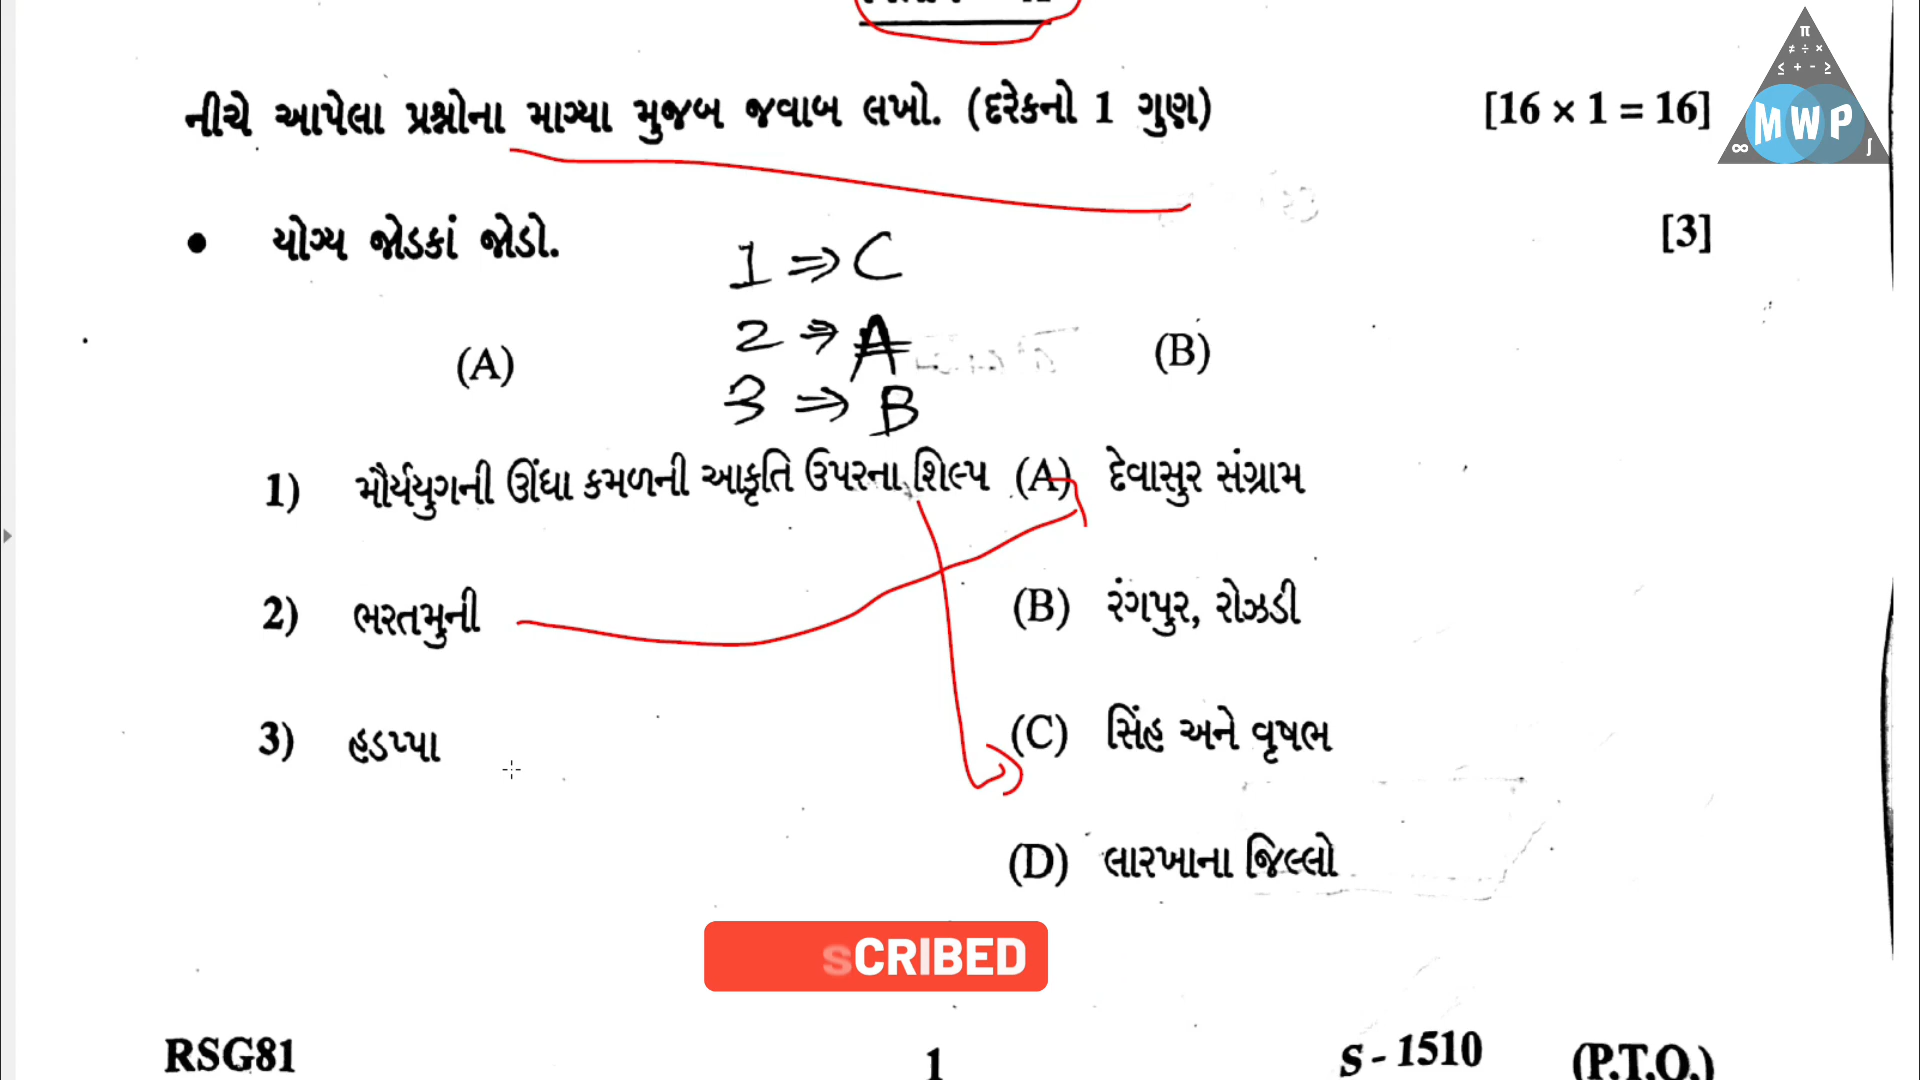 નીચે આપેલા પ્રશ્નોના માગ્યા મુજબ જવાબ લખો. (દરેકનો 1 ગુણ) [16 × 1 = 16]
π
≠ ÷ ×
≤ + - ≥
MWP
∞ ∫
• યોગ્ય જોડકાં જોડો. [3]
1 ⇒ C
2 ⇒ A
3 ⇒ B
(A) (B)
1) મૌર્યયુગની ઊંધા કમળની આકૃતિ ઉપરના શિલ્પ (A) દેવાસુર સંગ્રામ
2) ભરતમુની (B) રંગપુર, રોઝડી
3) હડપ્પા (C) સિંહ અને વૃષભ
(D) લારખાના જિલ્લો
SCRIBED
RSG81 1 S - 1510 (P.T.O.)